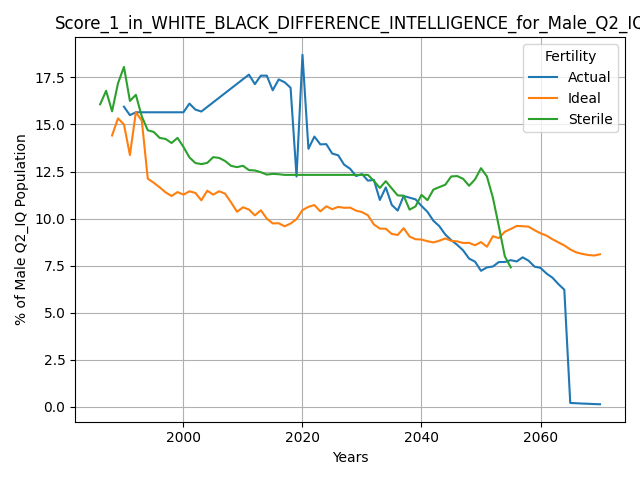 Score_1_in_WHITE_BLACK_DIFFERENCE_INTELLIGENCE_for_Male_Q2_IQ
Fertility
Actual
Ideal
Sterile
% of Male Q2_IQ Population
17.5
15.0
12.5
10.0
7.5
5.0
2.5
0.0
2000 2020 2040 2060
Years